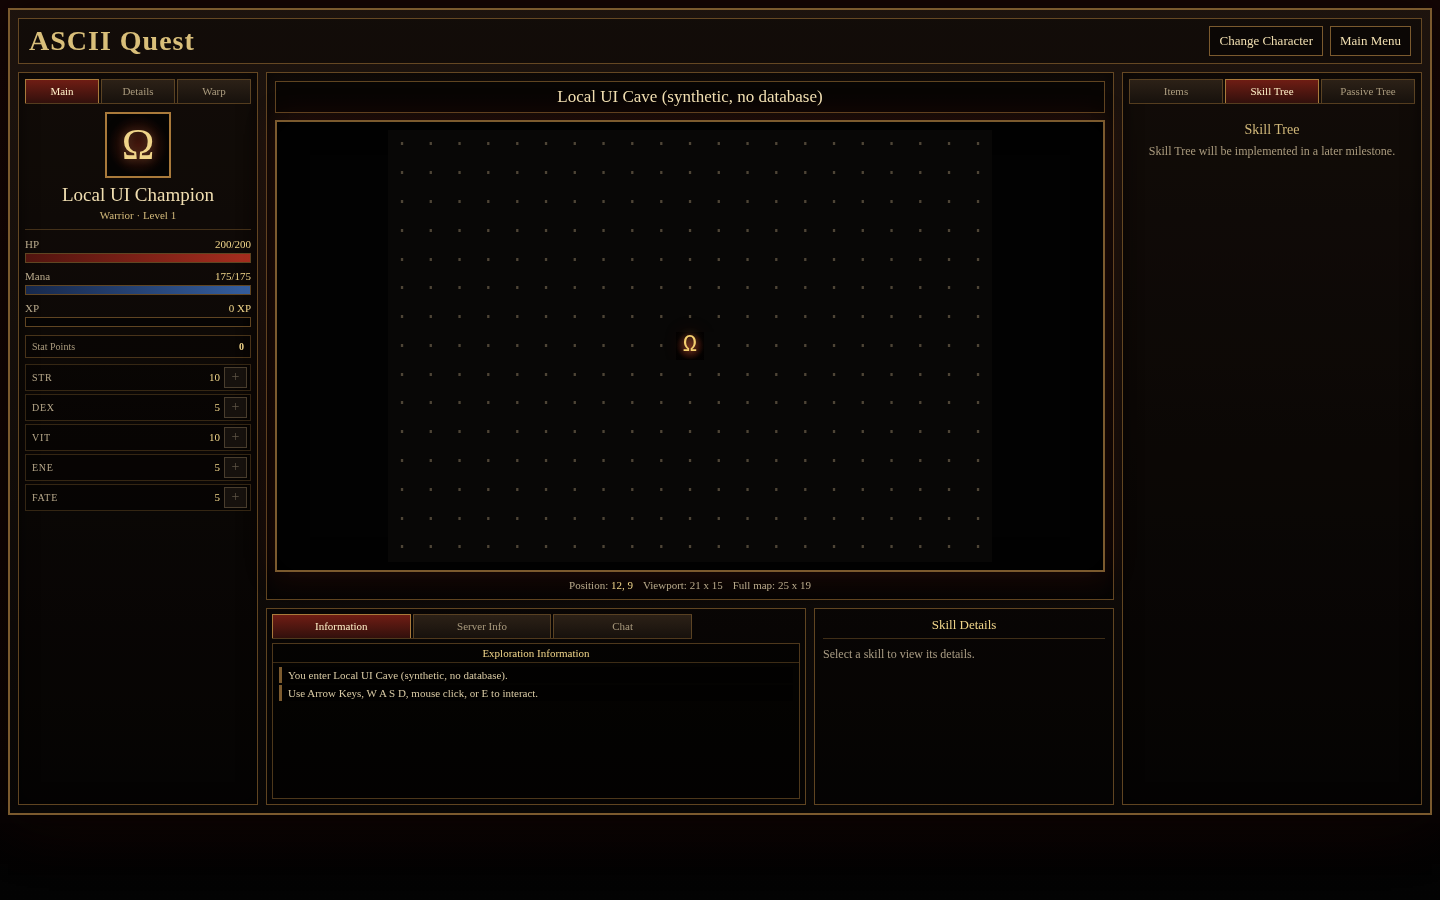 ASCII Quest
Change Character
Main Menu
Main
Details
Warp
Ω
Local UI Champion
Warrior · Level 1
HP 200/200
Mana 175/175
XP 0 XP
Stat Points 0
STR 10 +
DEX 5 +
VIT 10 +
ENE 5 +
FATE 5 +
Local UI Cave (synthetic, no database)
Ω
Position: 12, 9 Viewport: 21 x 15 Full map: 25 x 19
Information
Server Info
Chat
Exploration Information
You enter Local UI Cave (synthetic, no database).
Use Arrow Keys, W A S D, mouse click, or E to interact.
Skill Details
Select a skill to view its details.
Items
Skill Tree
Passive Tree
Skill Tree
Skill Tree will be implemented in a later milestone.